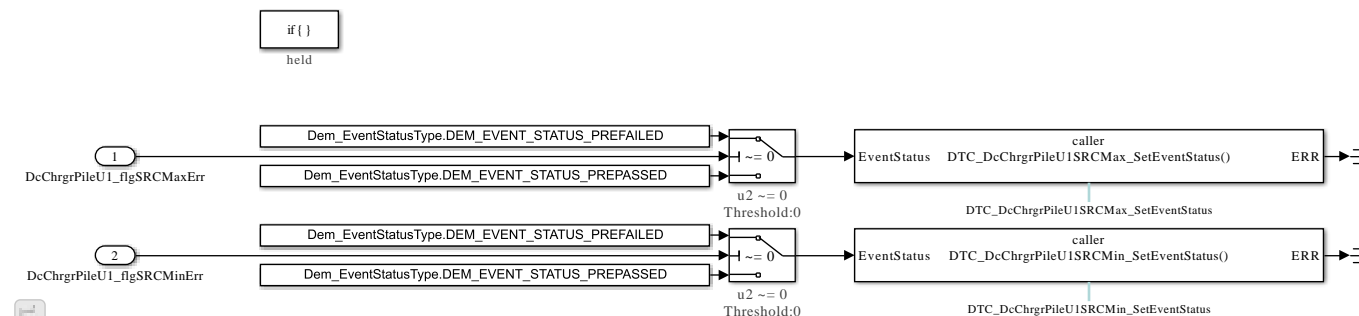 if { }
held
Dem_EventStatusType.DEM_EVENT_STATUS_PREFAILED
1
DcChrgrPileU1_flgSRCMaxErr
Dem_EventStatusType.DEM_EVENT_STATUS_PREPASSED
~= 0
u2 ~= 0
Threshold:0
caller
EventStatus DTC_DcChrgrPileU1SRCMax_SetEventStatus() ERR
DTC_DcChrgrPileU1SRCMax_SetEventStatus
Dem_EventStatusType.DEM_EVENT_STATUS_PREFAILED
2
DcChrgrPileU1_flgSRCMinErr
Dem_EventStatusType.DEM_EVENT_STATUS_PREPASSED
~= 0
u2 ~= 0
Threshold:0
caller
EventStatus DTC_DcChrgrPileU1SRCMin_SetEventStatus() ERR
DTC_DcChrgrPileU1SRCMin_SetEventStatus